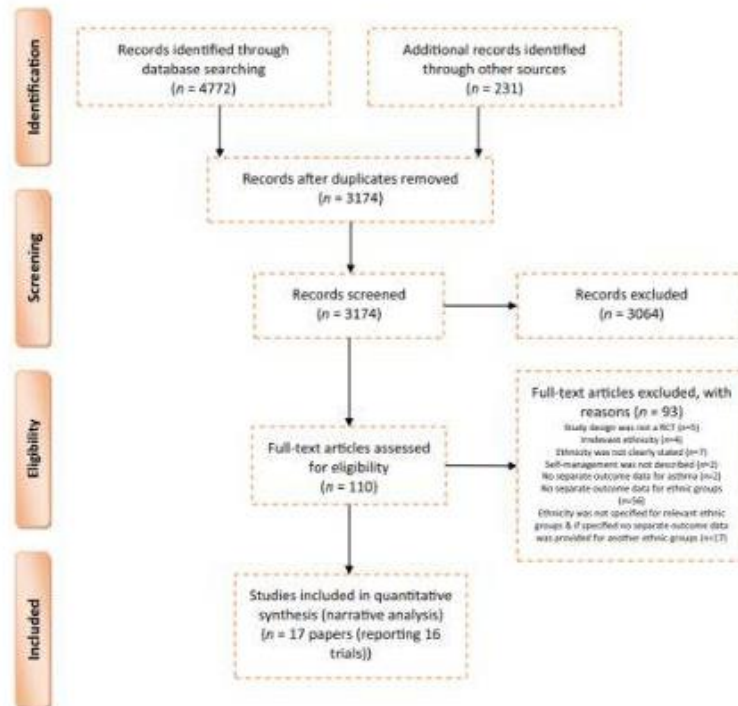 Identification
Records identified through
database searching
(n = 4772)
Additional records identified
through other sources
(n = 231)
Records after duplicates removed
(n = 3174)
Screening
Records screened
(n = 3174)
Records excluded
(n = 3064)
Eligibility
Full-text articles assessed
for eligibility
(n = 110)
Full-text articles excluded, with
reasons (n = 93)
Study design was not a RCT (n=5)
Irrelevant ethnicity (n=4)
Ethnicity was not clearly stated (n=7)
Self-management was not described (n=2)
No separate outcome data for asthma (n=2)
No separate outcome data for ethnic groups
(n=56)
Ethnicity was not specified for relevant ethnic
groups & if specified no separate outcome data
was provided for another ethnic groups (n=17)
Included
Studies included in quantitative
synthesis (narrative analysis)
(n = 17 papers (reporting 16
trials))